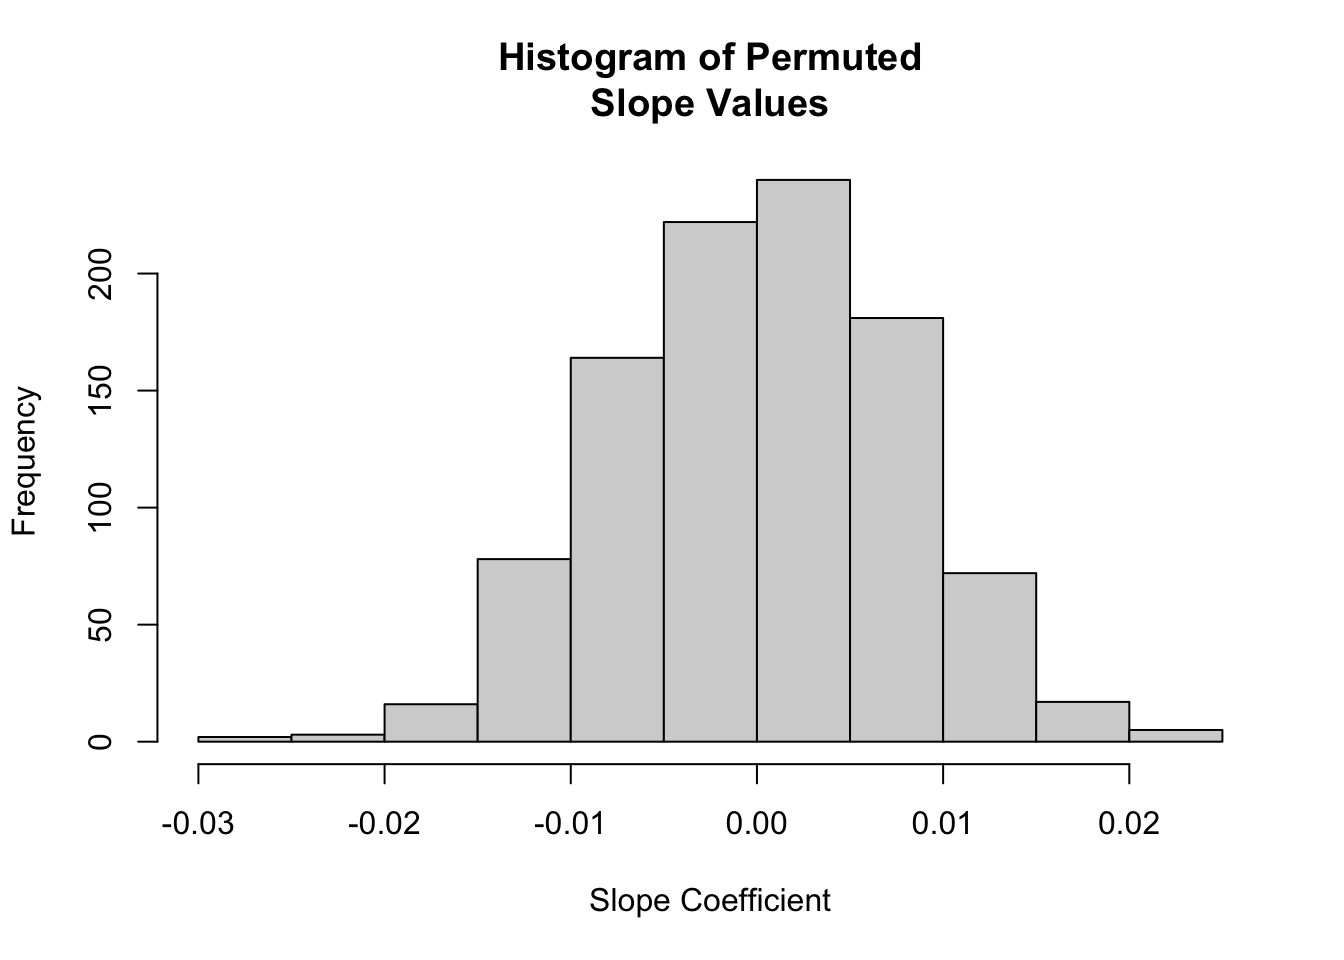 Histogram of Permuted
Slope Values
Frequency
200
150
100
50
0
-0.03 -0.02 -0.01 0.00 0.01 0.02
Slope Coefficient